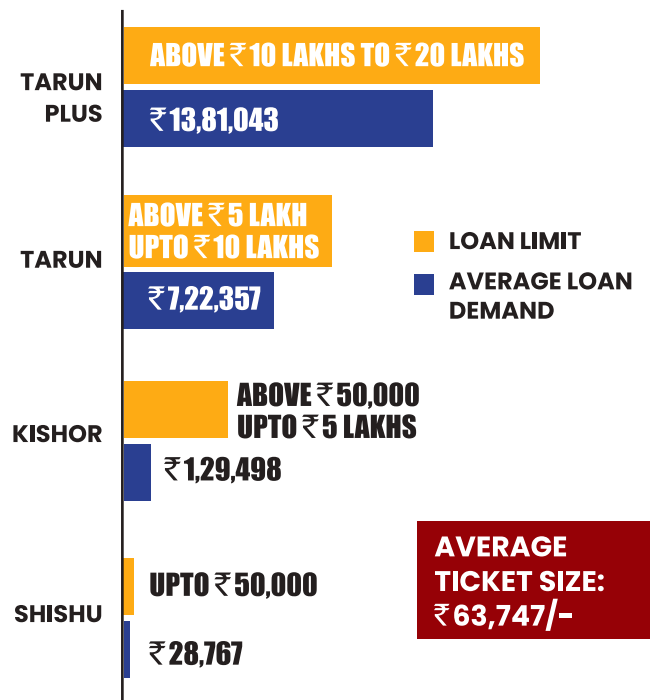 TARUN
PLUS
ABOVE ₹ 10 LAKHS TO ₹ 20 LAKHS
₹ 13,81,043
TARUN
ABOVE ₹ 5 LAKH
UPTO ₹ 10 LAKHS
₹ 7,22,357
LOAN LIMIT
AVERAGE LOAN
DEMAND
KISHOR
ABOVE ₹ 50,000
UPTO ₹ 5 LAKHS
₹ 1,29,498
SHISHU
UPTO ₹ 50,000
₹ 28,767
AVERAGE
TICKET SIZE:
₹ 63,747/-